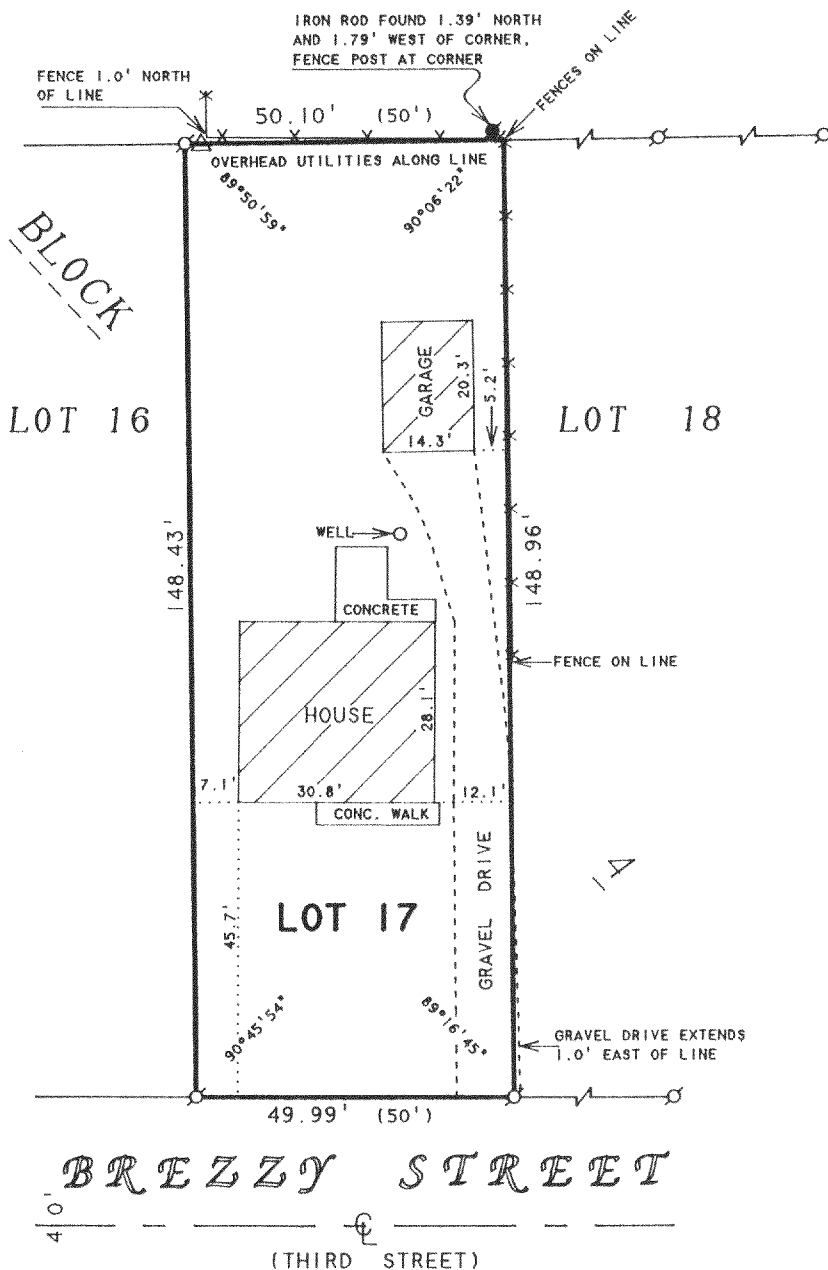 IRON ROD FOUND 1.39' NORTH
AND 1.79' WEST OF CORNER,
FENCE POST AT CORNER
FENCES ON LINE
FENCE 1.0' NORTH
OF LINE
50.10' (50')
OVERHEAD UTILITIES ALONG LINE
89°50'59"
90°06'22"
BLOCK
GARAGE
20.3'
5.2'
14.3'
LOT 16
LOT 18
148.43'
WELL
148.96'
CONCRETE
FENCE ON LINE
HOUSE
28.1'
7.1'
30.8'
12.1'
CONC. WALK
GRAVEL DRIVE
A
LOT 17
45.7'
90°45'54"
89°16'45"
GRAVEL DRIVE EXTENDS
1.0' EAST OF LINE
49.99' (50')
BREZZY STREET
40'
℄
(THIRD STREET)